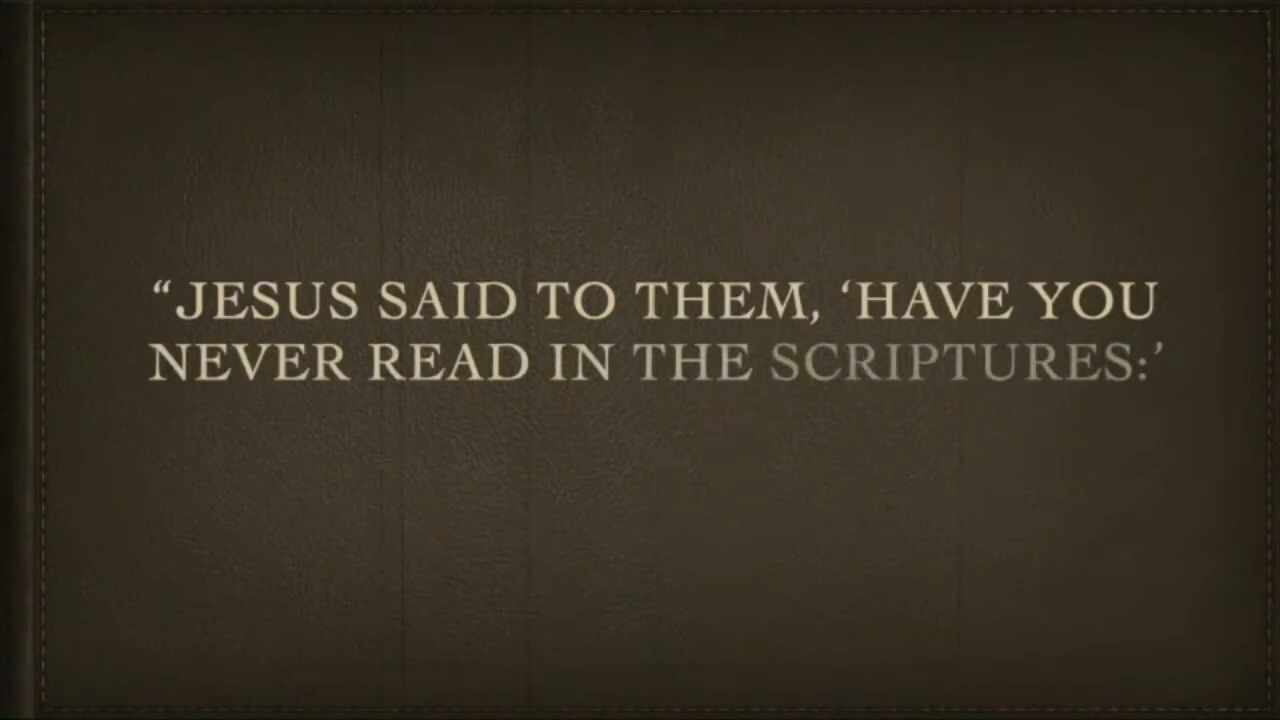 “JESUS SAID TO THEM, ‘HAVE YOU
NEVER READ IN THE SCRIPTURES:’